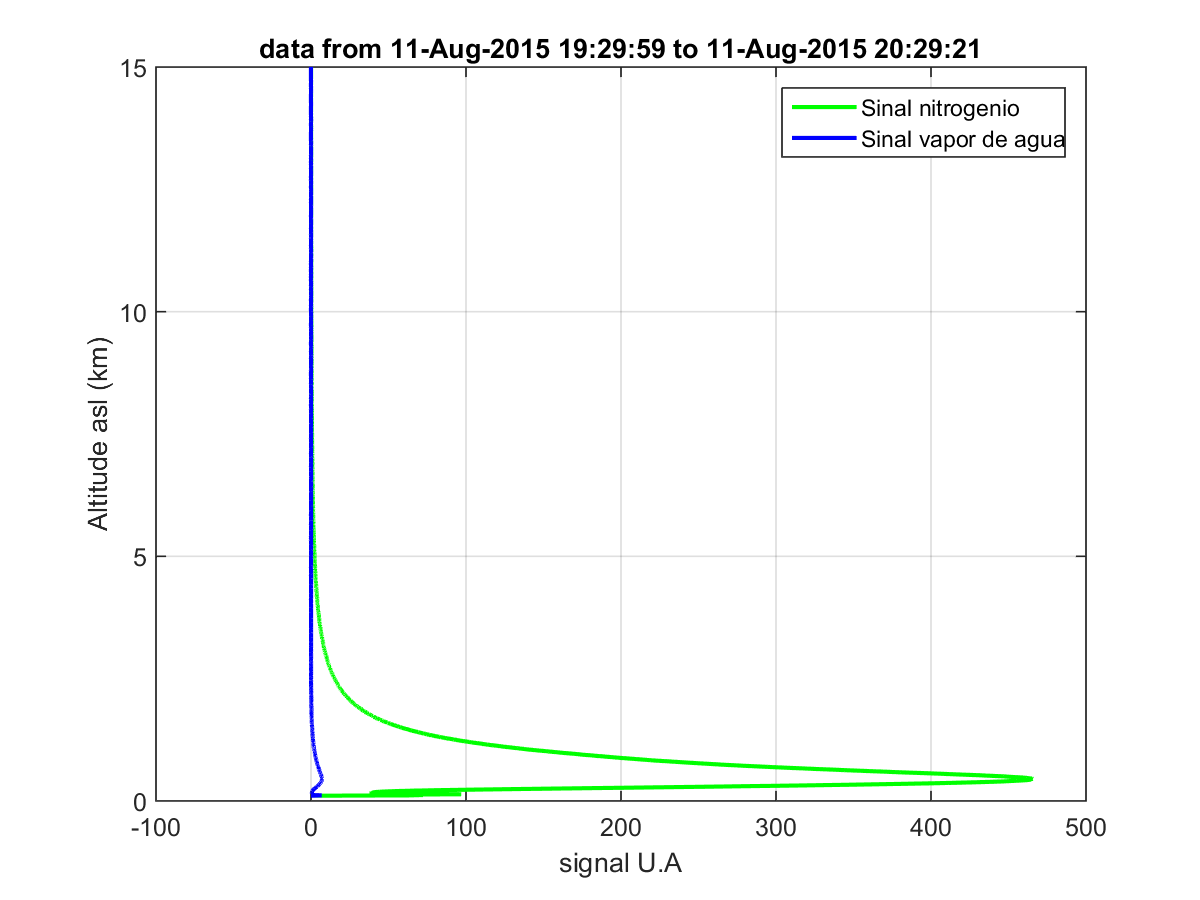 data from 11-Aug-2015 19:29:59 to 11-Aug-2015 20:29:21
15
Sinal nitrogenio
Sinal vapor de agua
10
Altitude asl (km)
5
0
-100 0 100 200 300 400 500
signal U.A